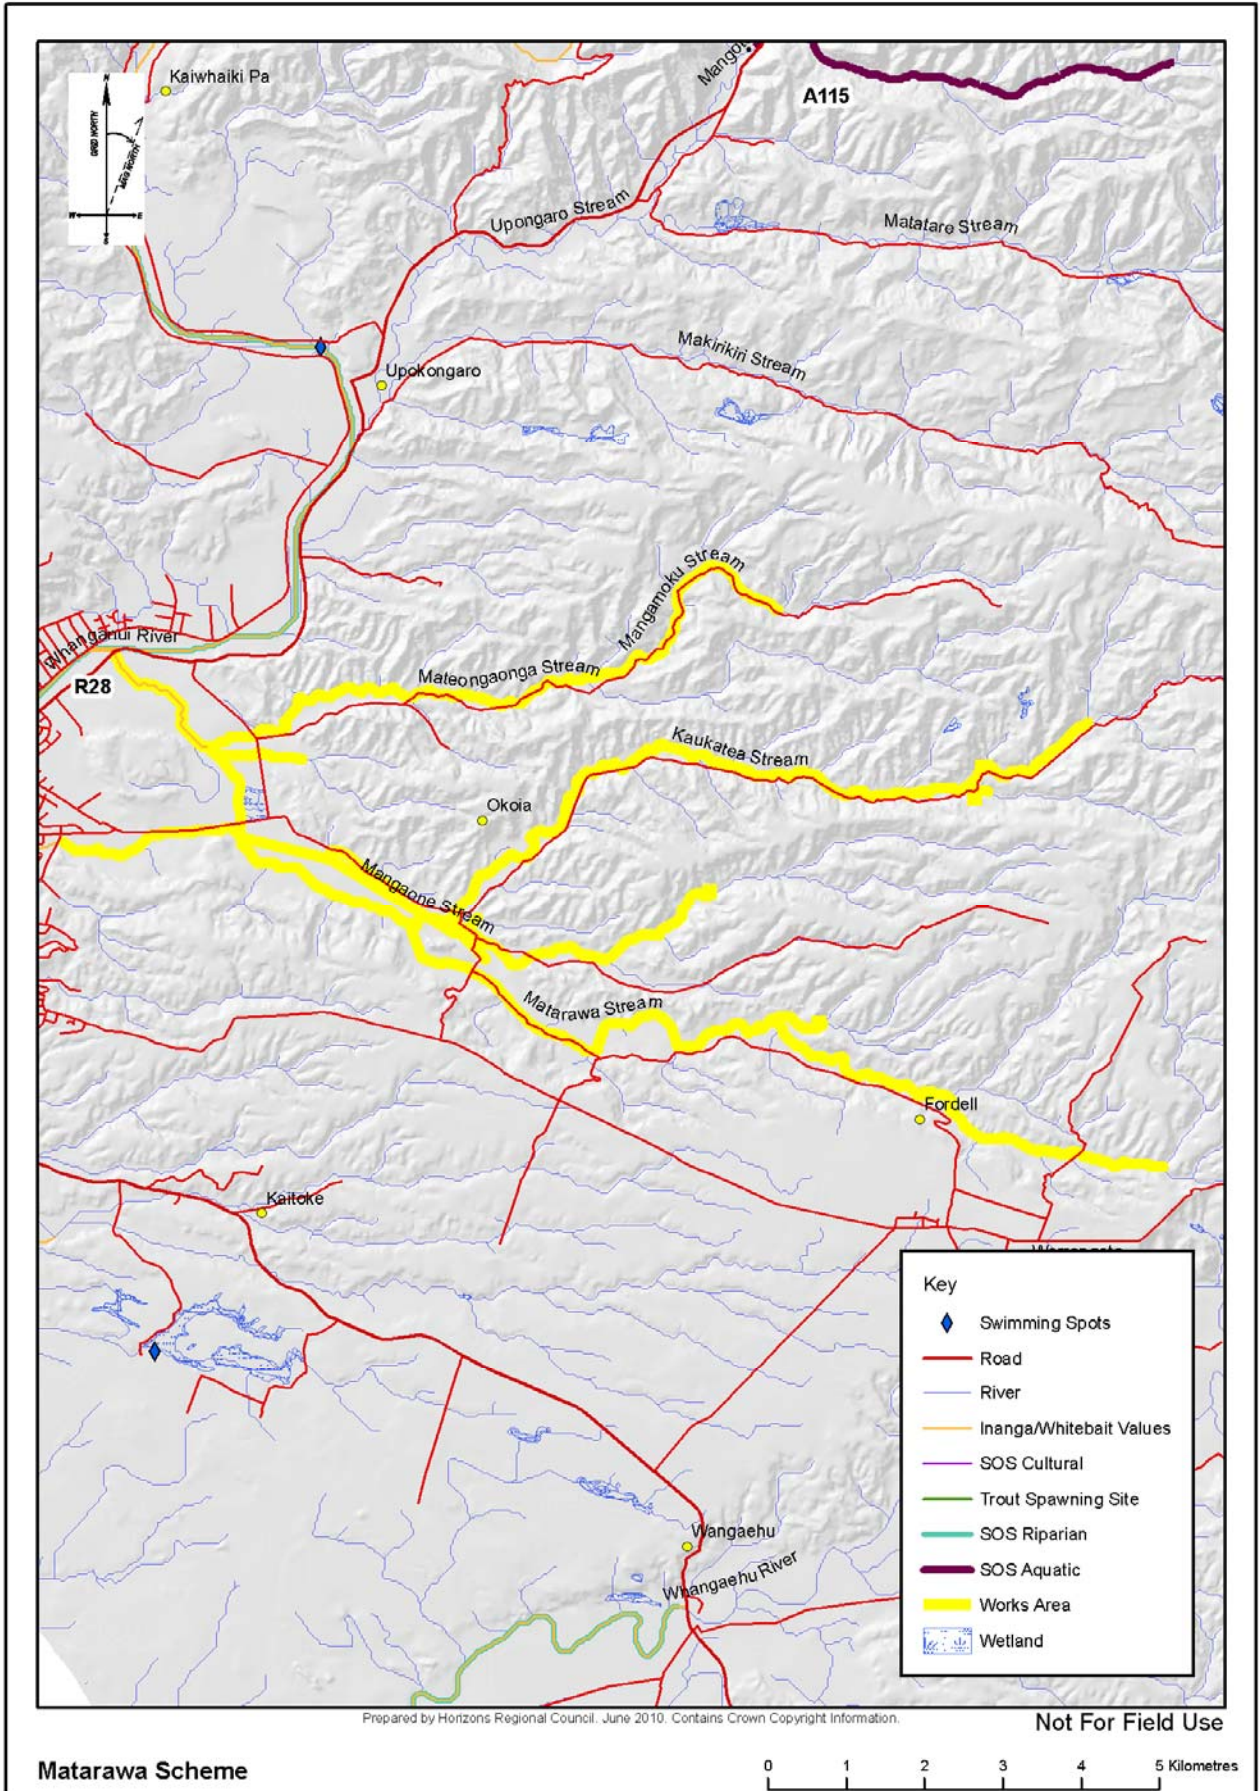 Kaiwhaiki Pa
N
GRID NORTH
W
E
S
A115
Upongaro Stream
Matatare Stream
Makirikiri Stream
Upokongaro
Mangamoku Stream
Whanganui River
R28
Mateongaonga Stream
Kaukatea Stream
Okoia
Mangaone Stream
Matarawa Stream
Fordell
Kaitoke
Wangaehu
Whangaehu River
Key
Swimming Spots
Road
River
Inanga/Whitebait Values
SOS Cultural
Trout Spawning Site
SOS Riparian
SOS Aquatic
Works Area
Wetland
Prepared by Horizons Regional Council. June 2010. Contains Crown Copyright Information.
Not For Field Use
Matarawa Scheme
0 1 2 3 4 5 Kilometres